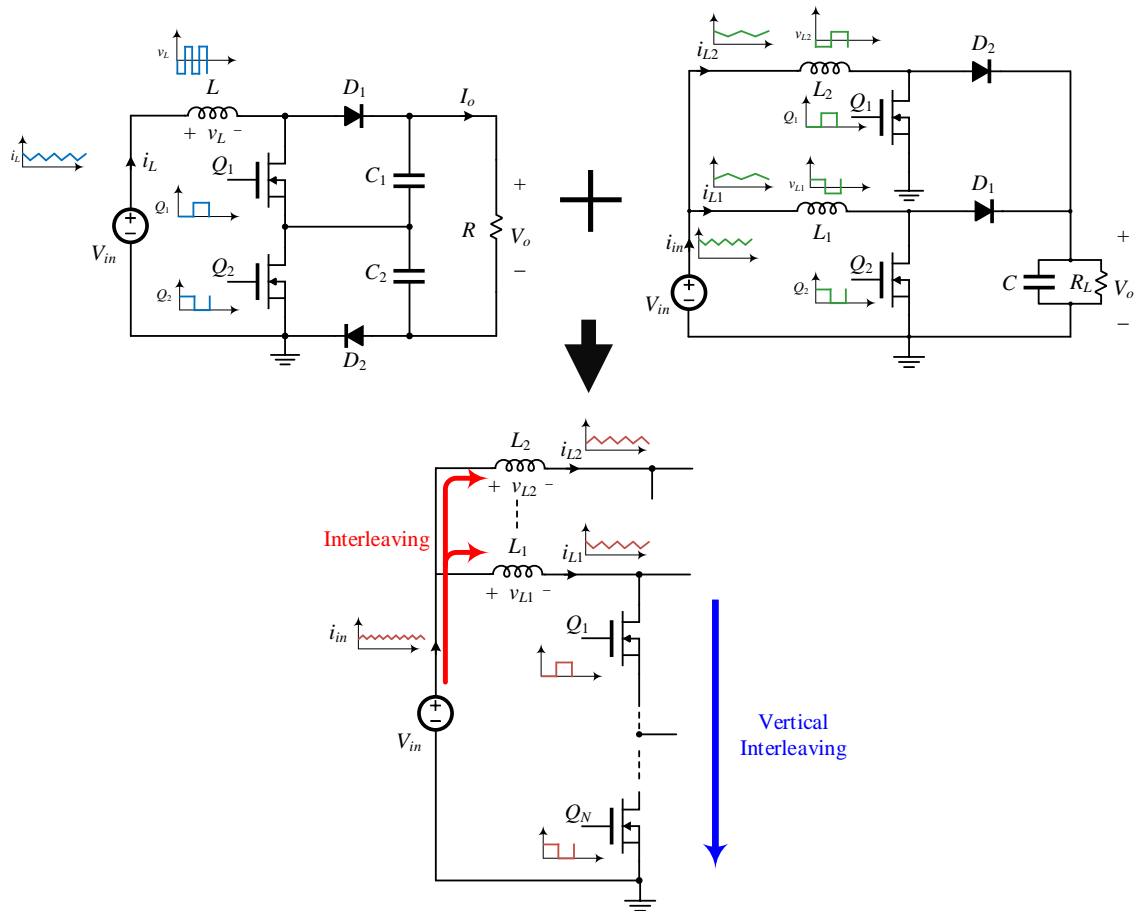 v_L
L
+ v_L −
D_1
I_o
i_L
i_L
Q_1
Q_1
C_1
+
−
V_in
R
+
V_o
−
Q_2
Q_2
C_2
D_2
i_L2
v_L2
D_2
L_2
Q_1
Q_1
i_L1
v_L1
D_1
L_1
i_in
Q_2
Q_2
+
−
V_in
C
R_L
+
V_o
−
L_2
i_L2
+ v_L2 −
Interleaving
L_1
i_L1
+ v_L1 −
i_in
Q_1
+
−
V_in
Vertical
Interleaving
Q_N